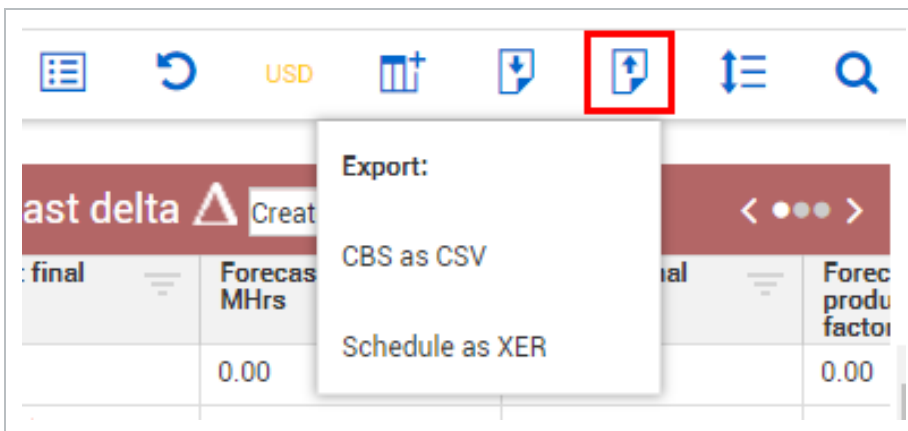 USD
Export:
ast delta
Creat
CBS as CSV
final
Forecas
MHrs
nal
Forec
produ
factor
Schedule as XER
0.00
0.00